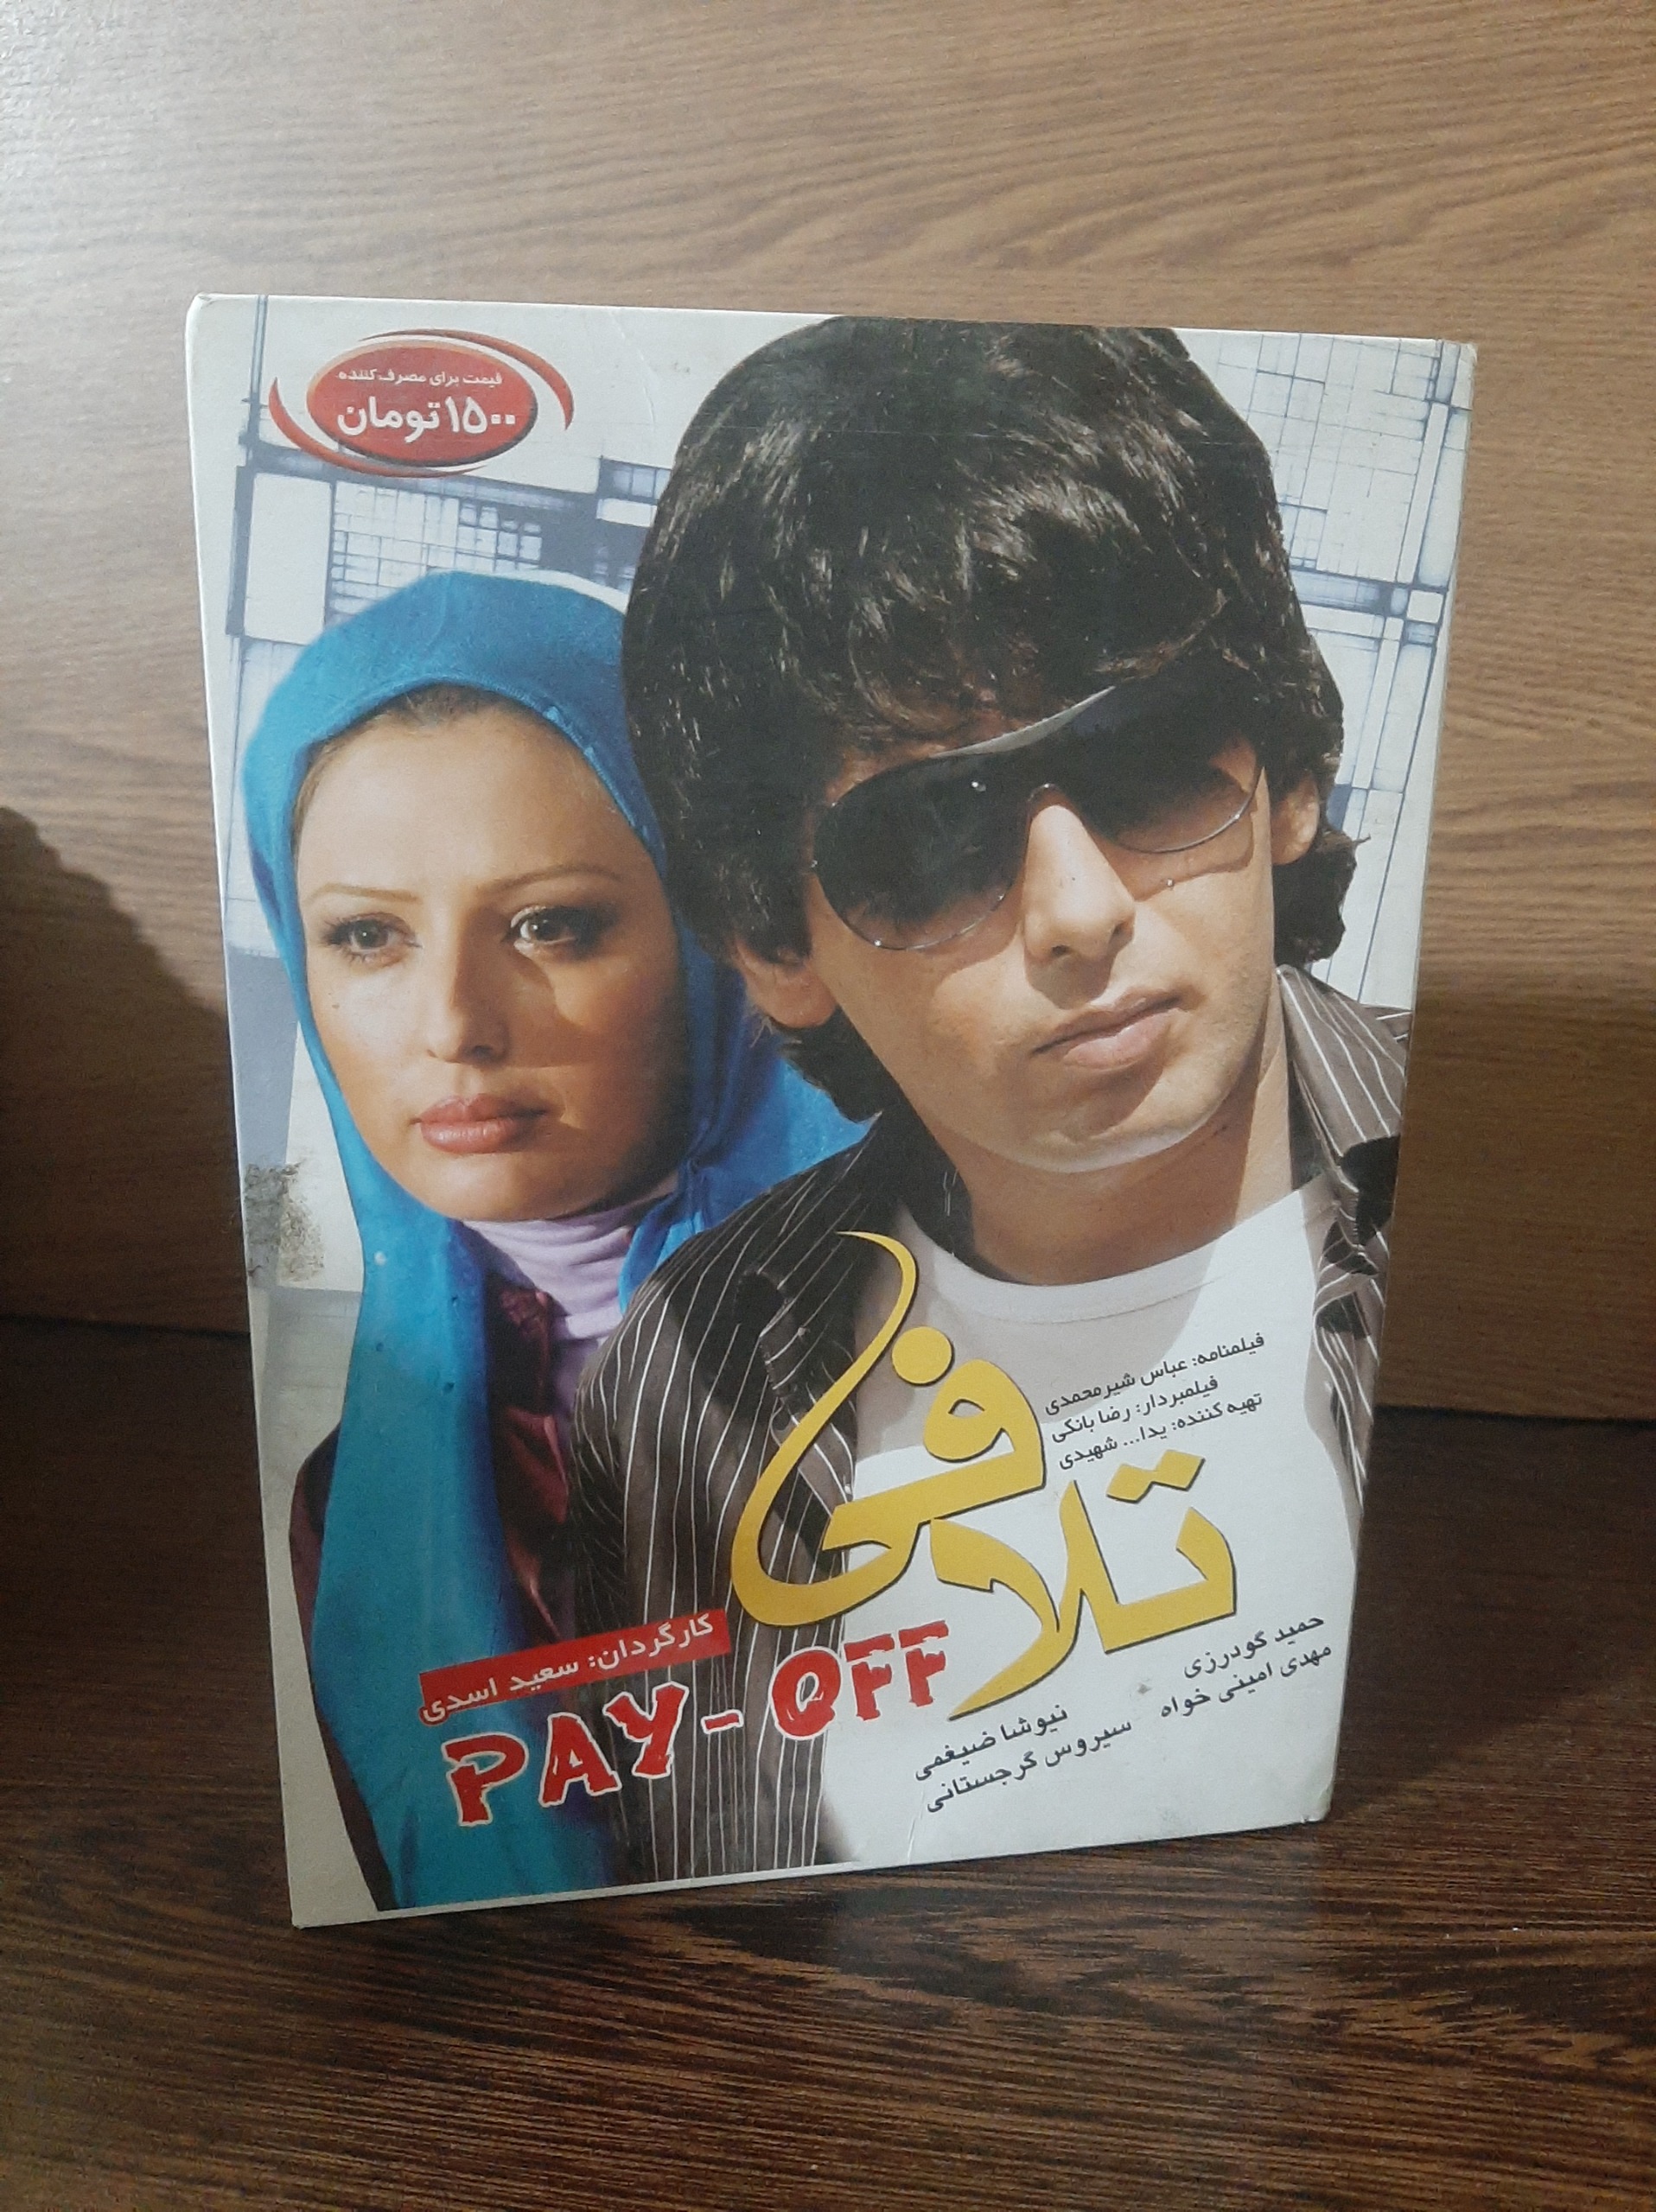 قیمت برای مصرف کننده
۱۵۰۰ تومان
فیلمنامه: عباس شیرمحمدی
فیلمبردار: رضا بانکی
تهیه کننده: یدا... شهیدی
تلافی
کارگردان: سعید اسدی
PAY-OFF
حمید گودرزی
نیوشا ضیغمی
مهدی امینی خواه
سیروس گرجستانی